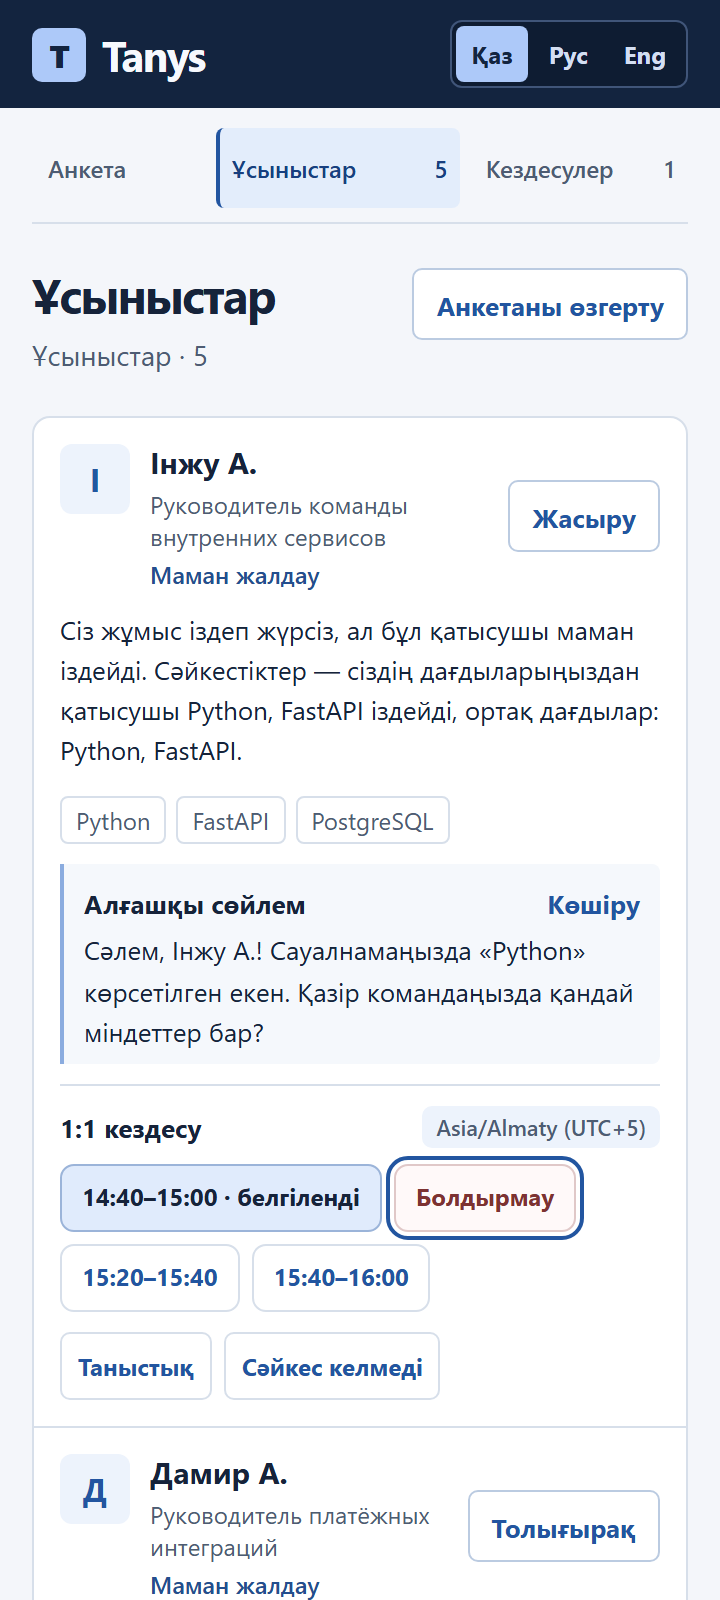 T Tanys
Қаз Рус Eng
Анкета Ұсыныстар 5 Кездесулер 1
Ұсыныстар
Анкетаны өзгерту
Ұсыныстар · 5
І
Інжу А.
Руководитель команды
внутренних сервисов
Маман жалдау
Жасыру
Сіз жұмыс іздеп жүрсіз, ал бұл қатысушы маман
іздейді. Сәйкестіктер — сіздің дағдыларыңыздан
қатысушы Python, FastAPI іздейді, ортақ дағдылар:
Python, FastAPI.
Python FastAPI PostgreSQL
Алғашқы сөйлем Көшіру
Сәлем, Інжу А.! Сауалнамаңызда «Python»
көрсетілген екен. Қазір командаңызда қандай
міндеттер бар?
1:1 кездесу Asia/Almaty (UTC+5)
14:40–15:00 · белгіленді Болдырмау
15:20–15:40 15:40–16:00
Таныстық Сәйкес келмеді
Д
Дамир А.
Руководитель платёжных
интеграций
Маман жалдау
Толығырақ